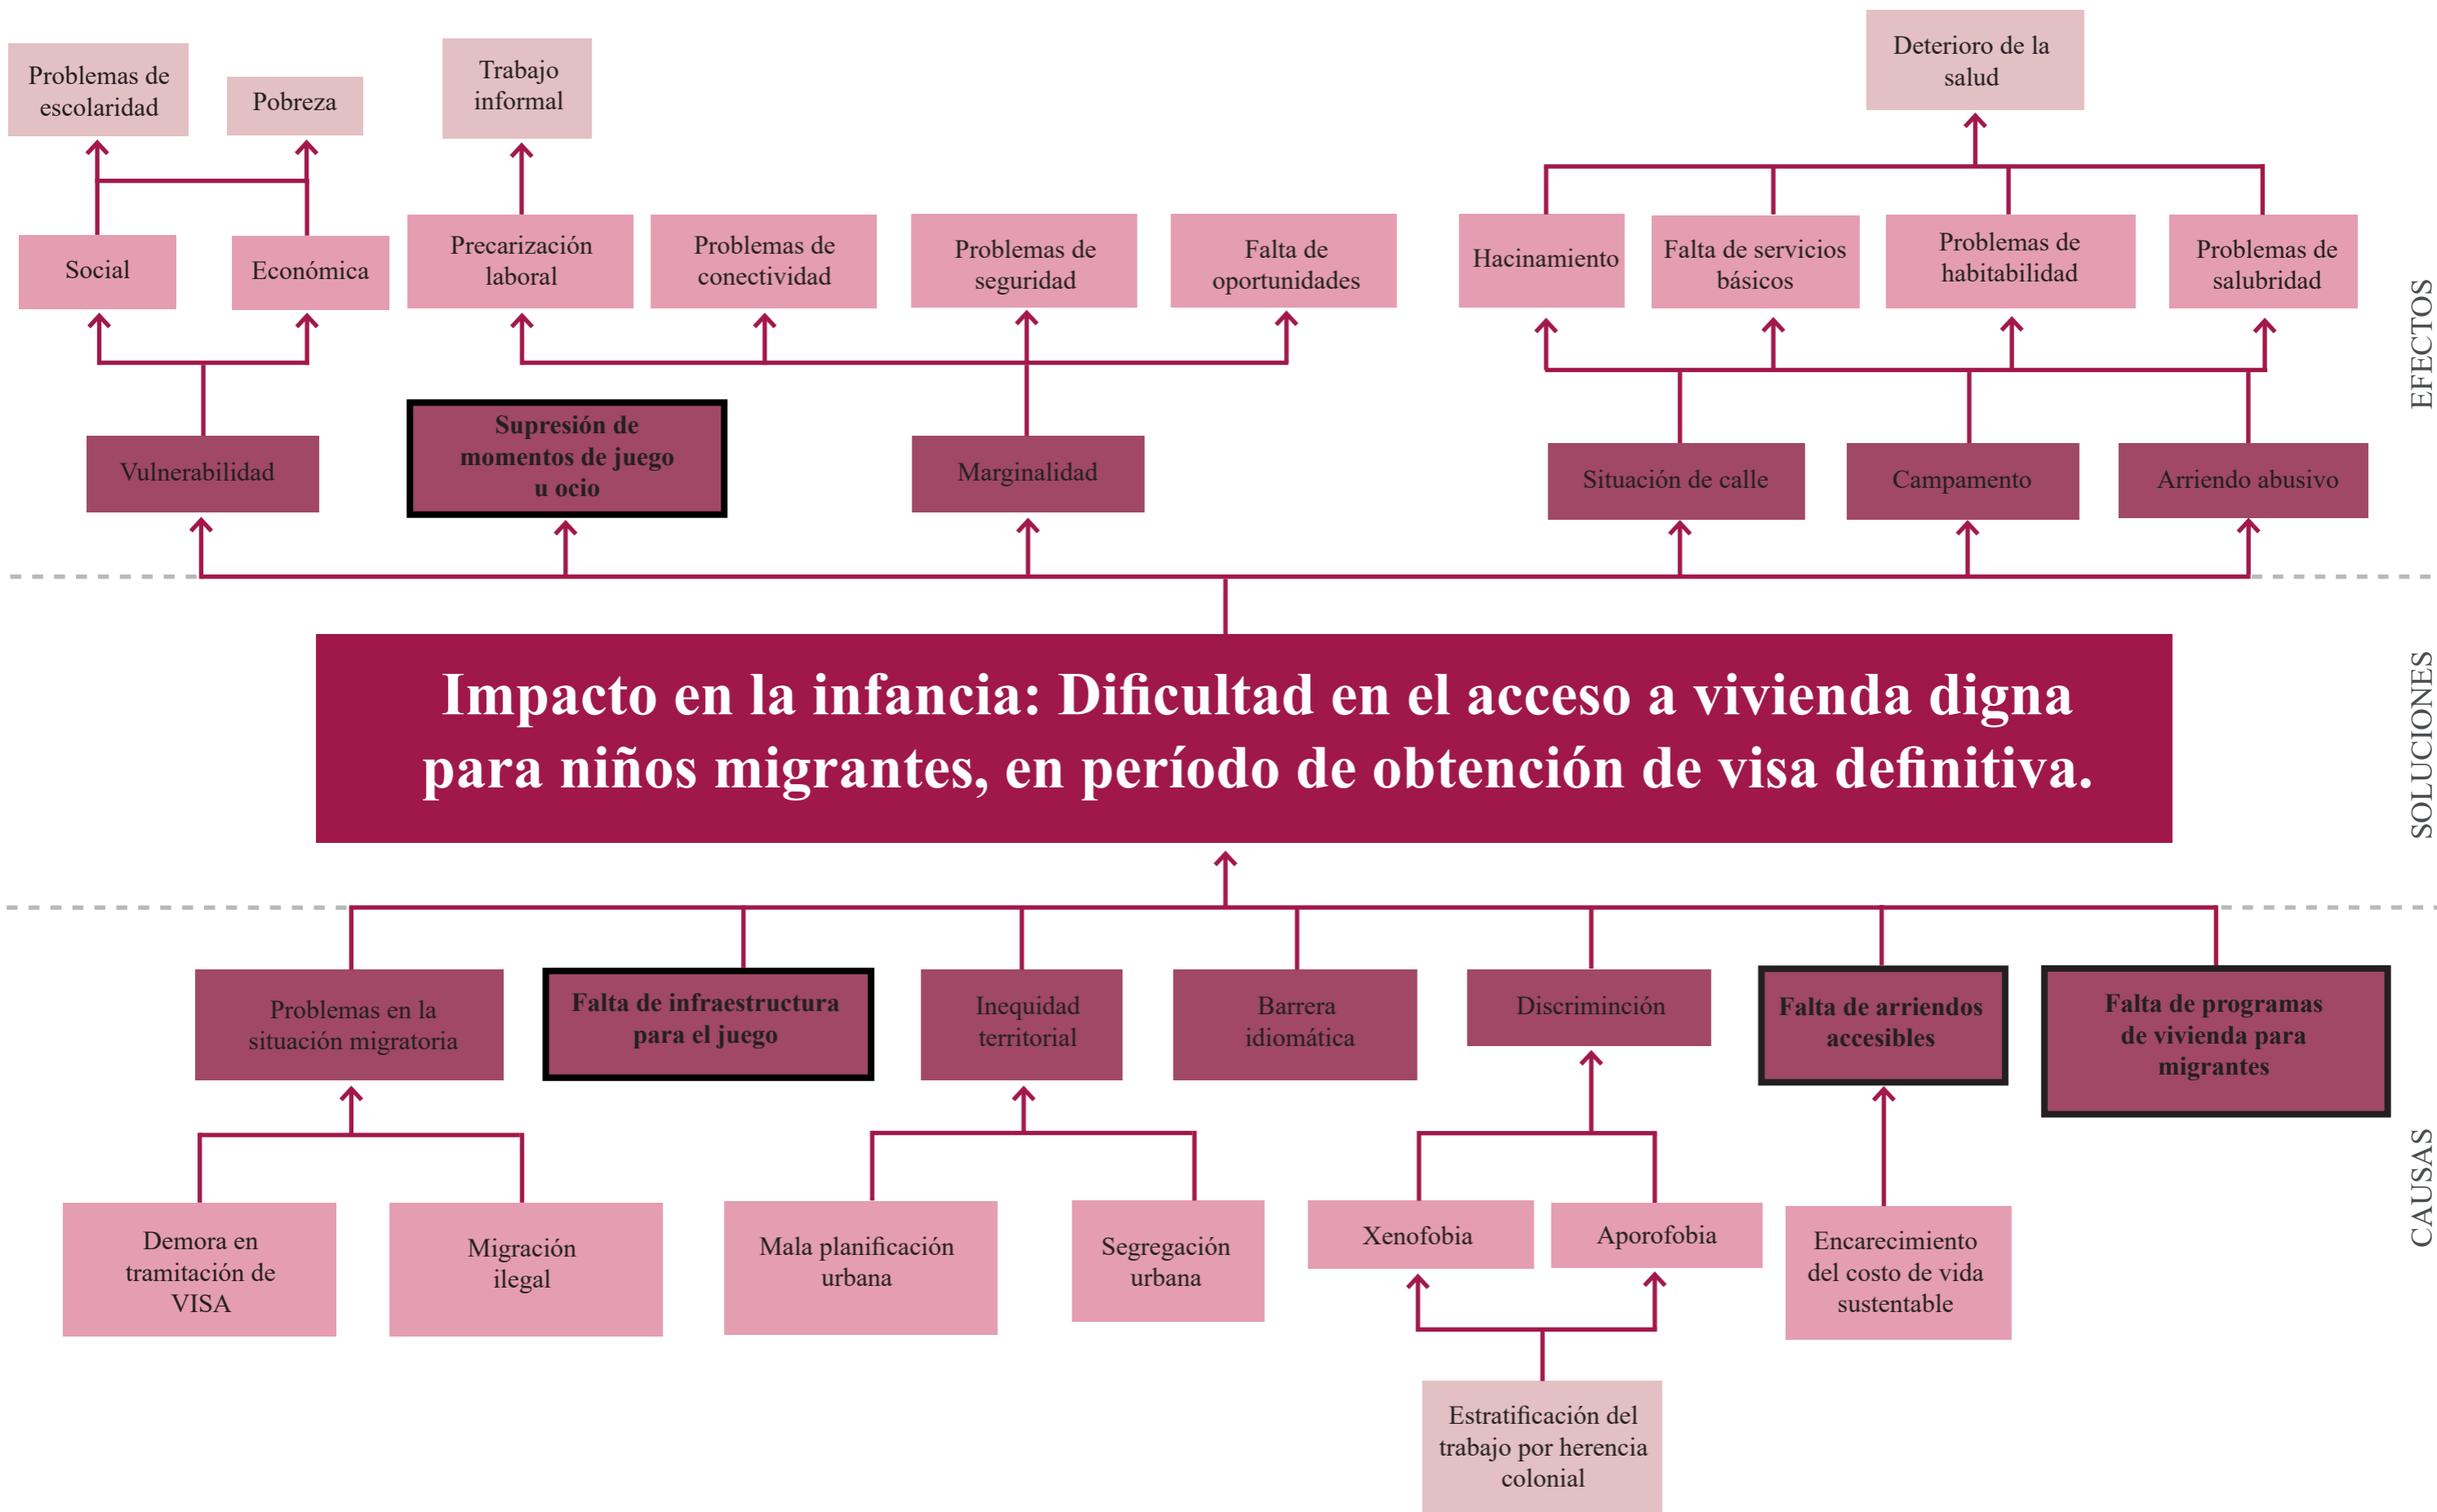 Problemas de
escolaridad
Pobreza
Trabajo
informal
Deterioro de la
salud
Social
Económica
Precarización
laboral
Problemas de
conectividad
Problemas de
seguridad
Falta de
oportunidades
Hacinamiento
Falta de servicios
básicos
Problemas de
habitabilidad
Problemas de
salubridad
EFECTOS
Vulnerabilidad
Supresión de
momentos de juego
u ocio
Marginalidad
Situación de calle
Campamento
Arriendo abusivo
Impacto en la infancia: Dificultad en el acceso a vivienda digna
para niños migrantes, en período de obtención de visa definitiva.
SOLUCIONES
Problemas en la
situación migratoria
Falta de infraestructura
para el juego
Inequidad
territorial
Barrera
idiomática
Discriminción
Falta de arriendos
accesibles
Falta de programas
de vivienda para
migrantes
CAUSAS
Demora en
tramitación de
VISA
Migración
ilegal
Mala planificación
urbana
Segregación
urbana
Xenofobia
Aporofobia
Encarecimiento
del costo de vida
sustentable
Estratificación del
trabajo por herencia
colonial